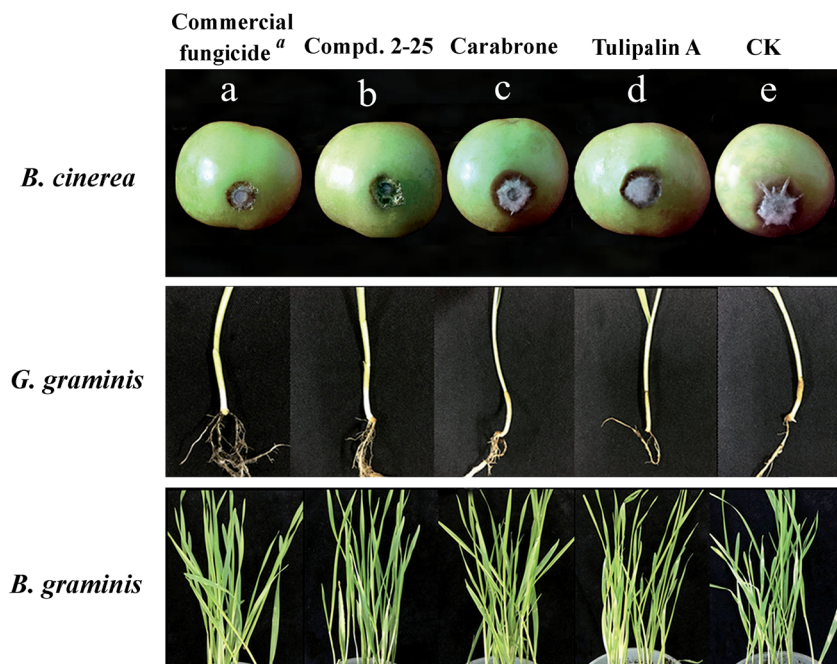 Commercial
fungicide a Compd. 2-25 Carabrone Tulipalin A CK
a b c d e
B. cinerea
G. graminis
B. graminis